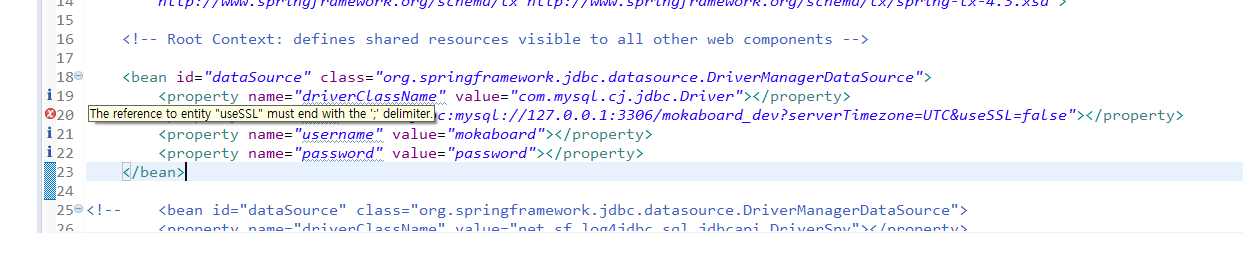 14 http://www.springframework.org/schema/tx http://www.springframework.org/schema/tx/spring-tx-4.3.xsd">
15
16 <!-- Root Context: defines shared resources visible to all other web components -->
17
18 <bean id="dataSource" class="org.springframework.jdbc.datasource.DriverManagerDataSource">
19 <property name="driverClassName" value="com.mysql.cj.jdbc.Driver"></property>
The reference to entity "useSSL" must end with the ';' delimiter.
20 bc:mysql://127.0.0.1:3306/mokaboard_dev?serverTimezone=UTC&useSSL=false"></property>
21 <property name="username" value="mokaboard"></property>
22 <property name="password" value="password"></property>
23 </bean>
24
25 <!-- <bean id="dataSource" class="org.springframework.jdbc.datasource.DriverManagerDataSource">
26 <property name="driverClassName" value="net.sf.log4jdbc.sql.jdbcapi.DriverSpy"></property>